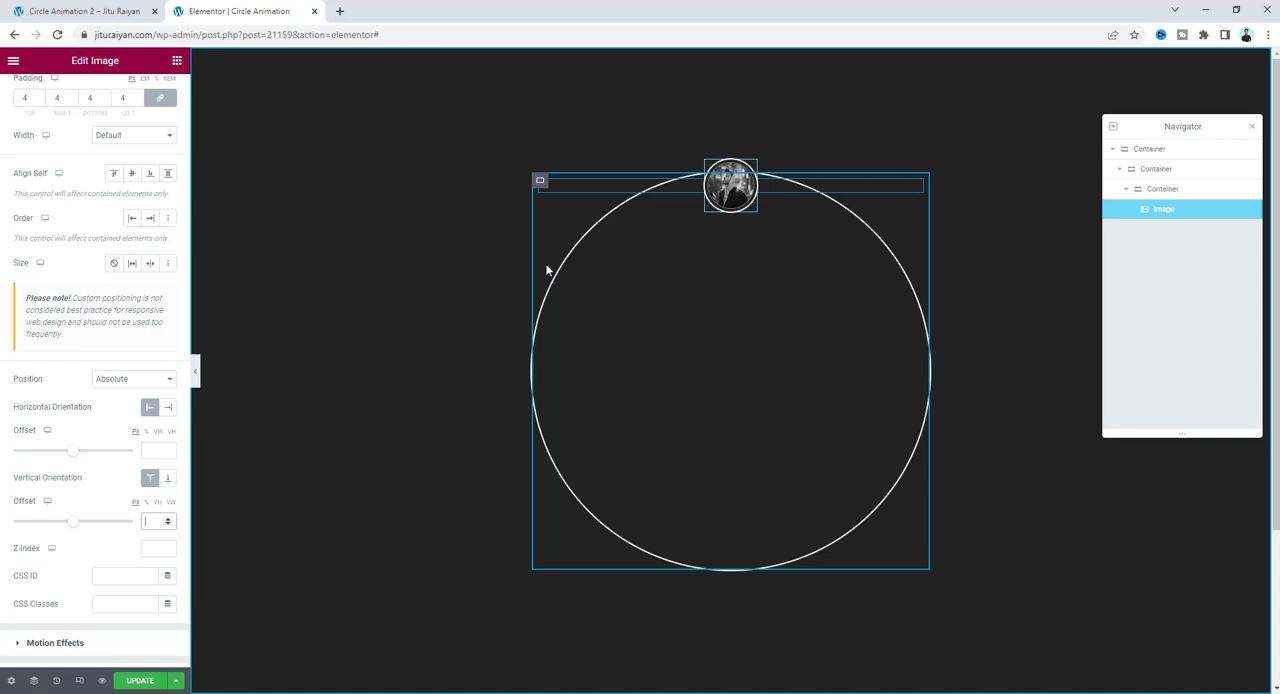 Circle Animation 2 – Jitu Raiyan
Elementor | Circle Animation
jituraiyan.com/wp-admin/post.php?post=21159&action=elementor#
Edit Image
Padding PX EM % REM
4 4 4 4
TOP RIGHT BOTTOM LEFT
Width Default
Align Self
This control will affect contained elements only.
Order
This control will affect contained elements only.
Size
Please note! Custom positioning is not
considered best practice for responsive
web design and should not be used too
frequently.
Position Absolute
Horizontal Orientation
Offset PX % VW VH
Vertical Orientation
Offset PX % VH VW
Z-Index
CSS ID
CSS Classes
Motion Effects
UPDATE
Navigator
Container
Container
Container
Image